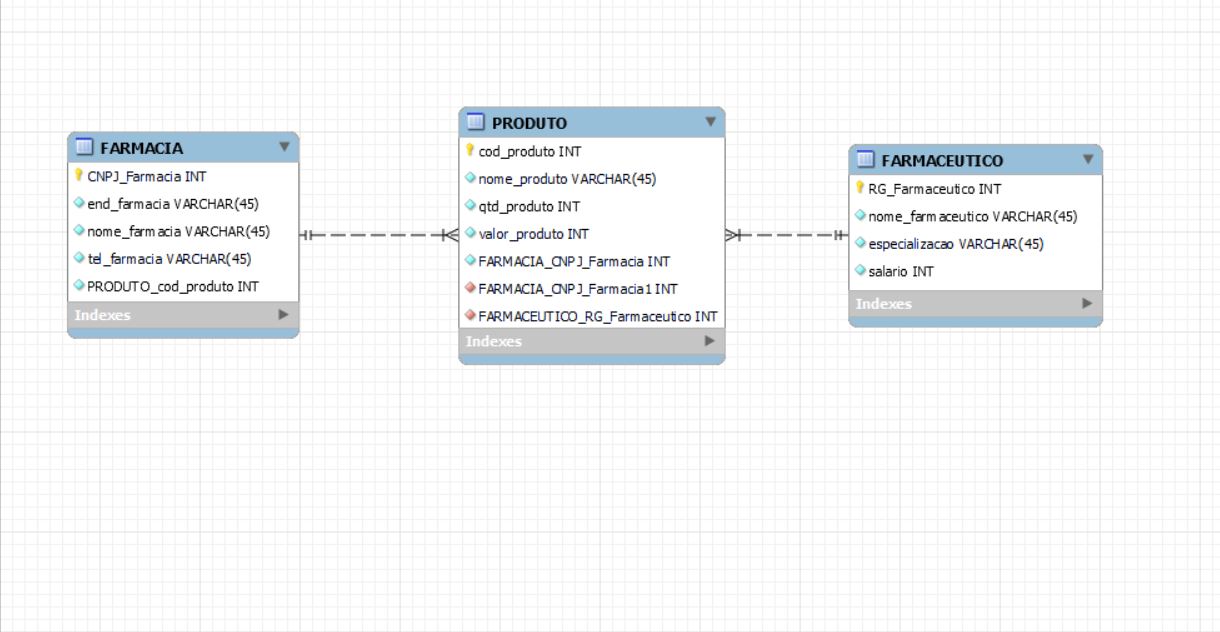 FARMACIA
CNPJ_Farmacia INT
end_farmacia VARCHAR(45)
nome_farmacia VARCHAR(45)
tel_farmacia VARCHAR(45)
PRODUTO_cod_produto INT
Indexes
PRODUTO
cod_produto INT
nome_produto VARCHAR(45)
qtd_produto INT
valor_produto INT
FARMACIA_CNPJ_Farmacia INT
FARMACIA_CNPJ_Farmacia1 INT
FARMACEUTICO_RG_Farmaceutico INT
Indexes
FARMACEUTICO
RG_Farmaceutico INT
nome_farmaceutico VARCHAR(45)
especializacao VARCHAR(45)
salario INT
Indexes